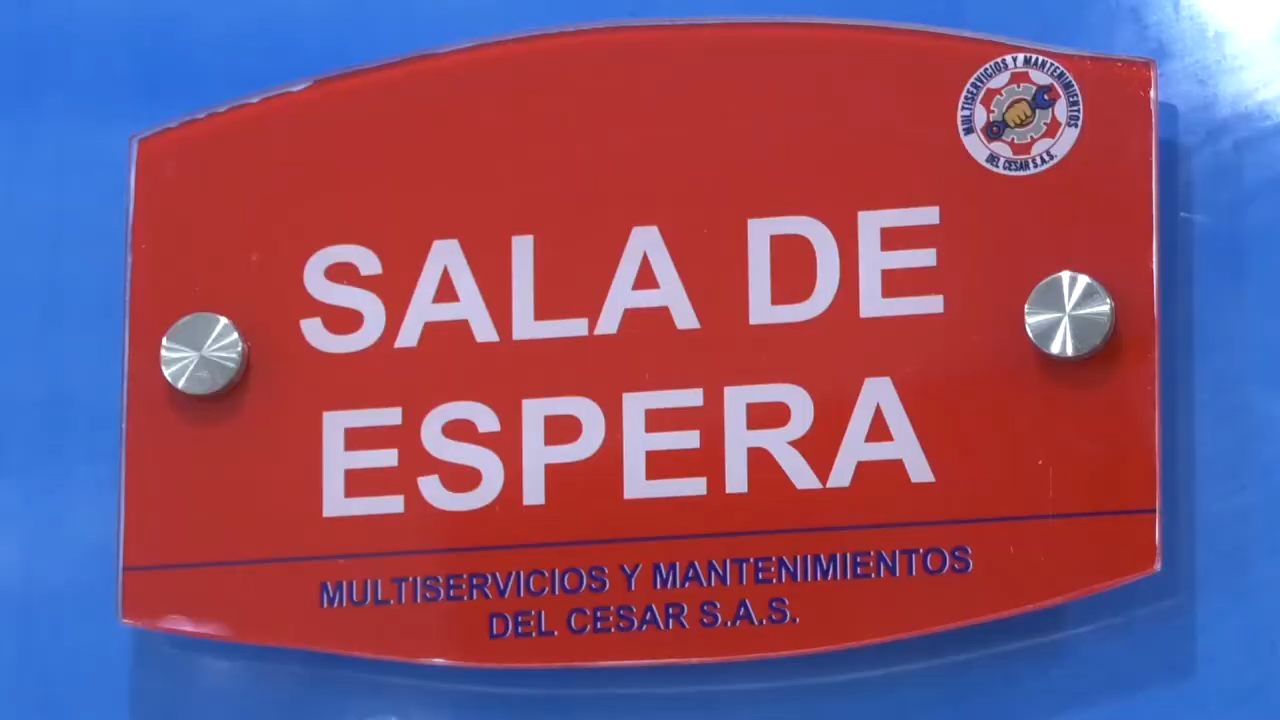 MULTISERVICIOS Y MANTENIMIENTOS
DEL CESAR S.A.S.
SALA DE
ESPERA
MULTISERVICIOS Y MANTENIMIENTOS
DEL CESAR S.A.S.